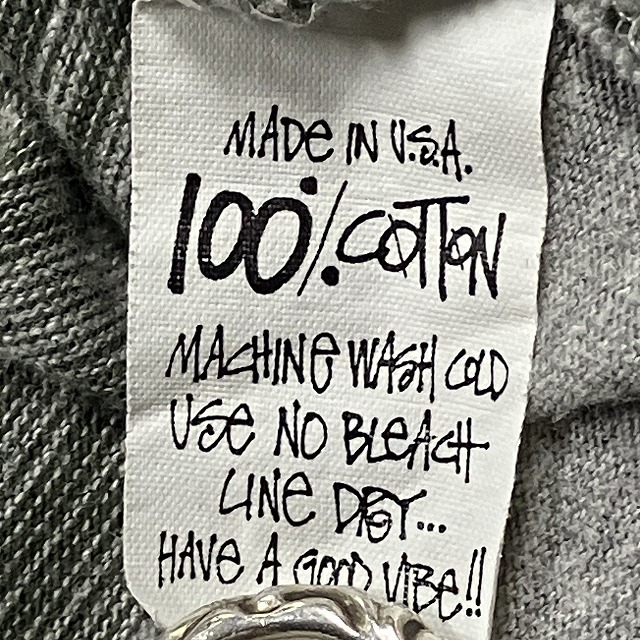 MADE IN U.S.A.
100% COTTON
MACHINE WASH COLD
USE NO BLEACH
LINE DRY...
HAVE A GOOD VIBE!!